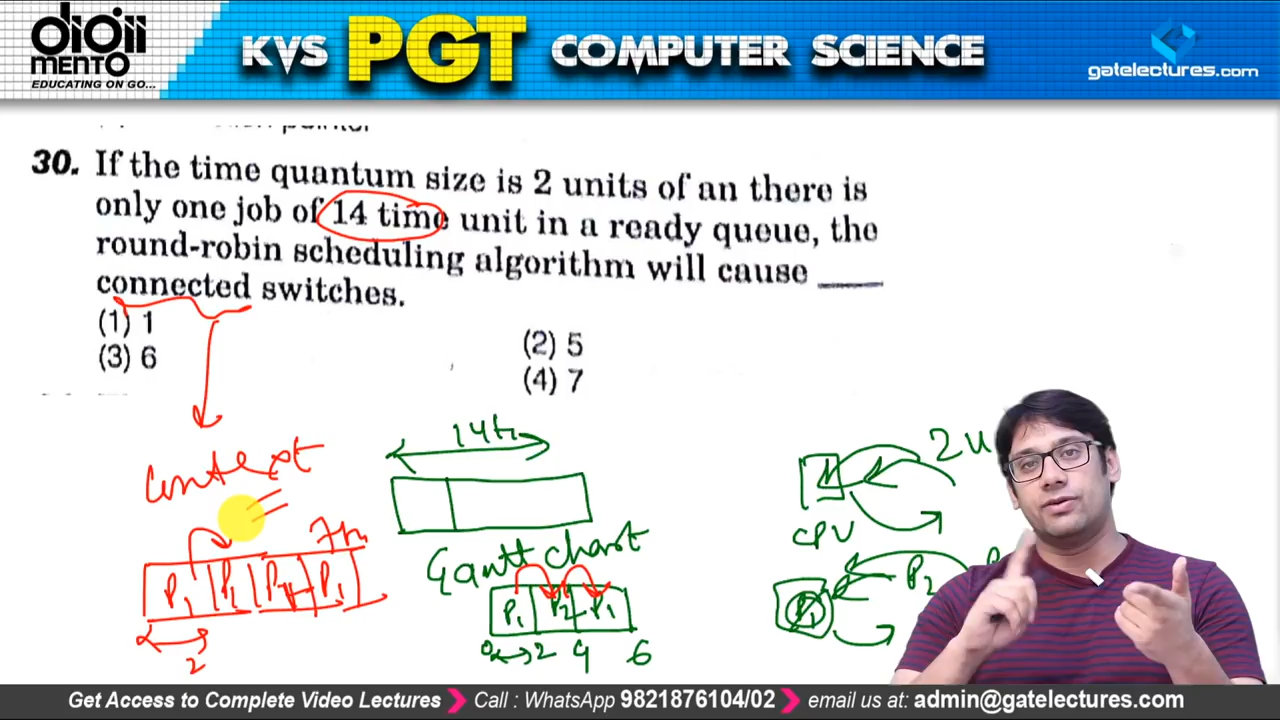 digii
MENTO
EDUCATING ON GO...
KVS PGT COMPUTER SCIENCE
gatelectures.com
30. If the time quantum size is 2 units of an there is
only one job of 14 time unit in a ready queue, the
round-robin scheduling algorithm will cause ____
connected switches.
(1) 1
(2) 5
(3) 6
(4) 7
Context
14
2 u
CPU
Gantt chart
7th
P1 P1 P1
2
P1 P2 P1
0 2 4 6
P1
P2
Get Access to Complete Video Lectures
Call : WhatsApp 9821876104/02
email us at: admin@gatelectures.com